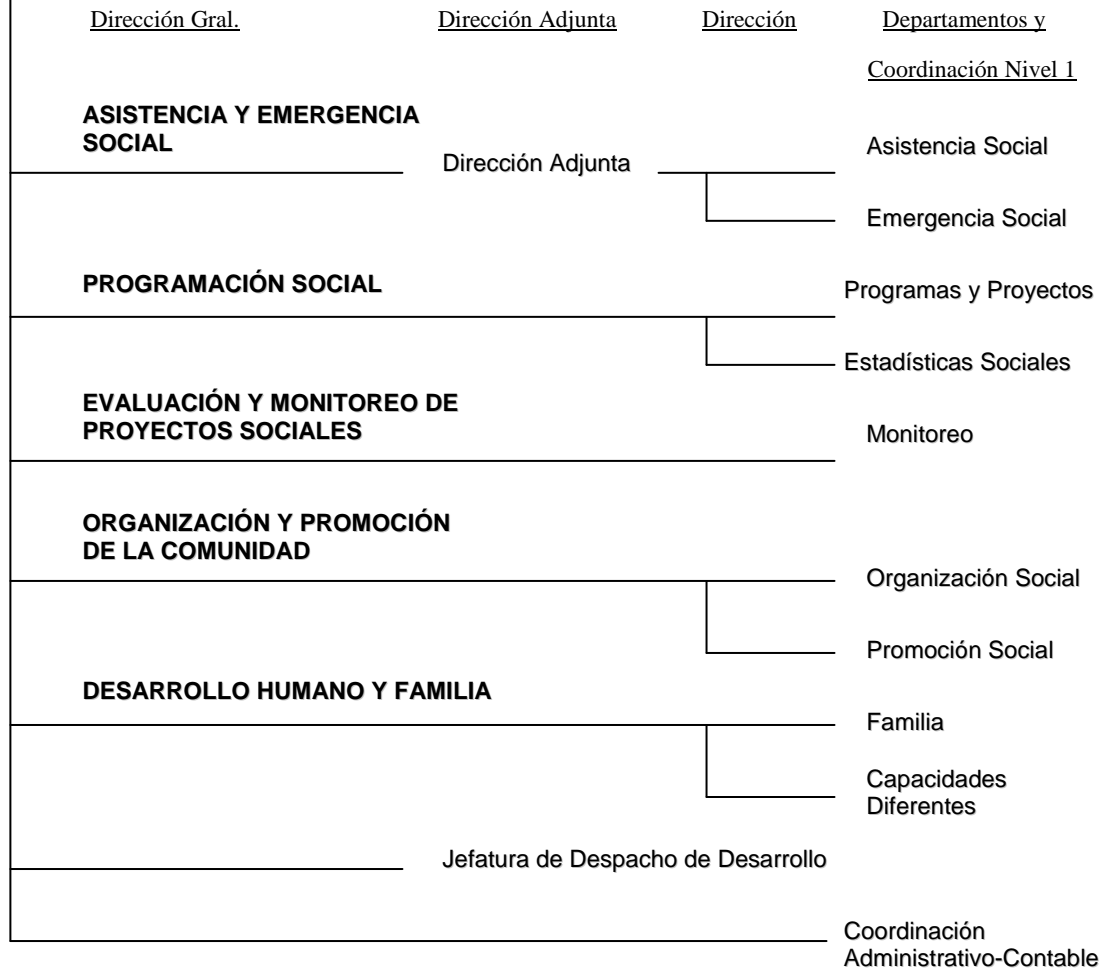 Dirección Gral. Dirección Adjunta Dirección Departamentos y
Coordinación Nivel 1
ASISTENCIA Y EMERGENCIA
SOCIAL
Dirección Adjunta
Asistencia Social
Emergencia Social
PROGRAMACIÓN SOCIAL
Programas y Proyectos
Estadísticas Sociales
EVALUACIÓN Y MONITOREO DE
PROYECTOS SOCIALES
Monitoreo
ORGANIZACIÓN Y PROMOCIÓN
DE LA COMUNIDAD
Organización Social
Promoción Social
DESARROLLO HUMANO Y FAMILIA
Familia
Capacidades
Diferentes
Jefatura de Despacho de Desarrollo
Coordinación
Administrativo-Contable